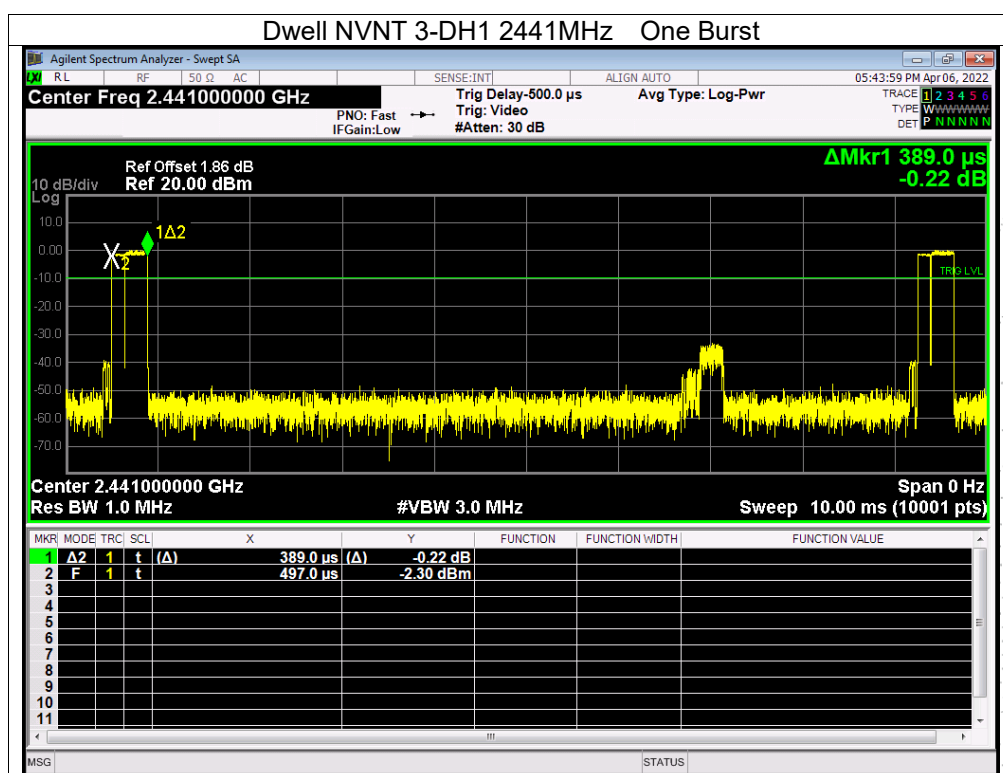 Dwell NVNT 3-DH1 2441MHz One Burst
Agilent Spectrum Analyzer - Swept SA
LXI RL RF 50 Ω AC SENSE:INT ALIGN AUTO 05:43:59 PM Apr 06, 2022
Center Freq 2.441000000 GHz Trig Delay-500.0 µs Avg Type: Log-Pwr TRACE 1 2 3 4 5 6
PNO: Fast Trig: Video TYPE WWWWWW
IFGain:Low #Atten: 30 dB DET P N N N N N
ΔMkr1 389.0 µs
-0.22 dB
Ref Offset 1.86 dB
10 dB/div Ref 20.00 dBm
Log
10.0
1Δ2
0.00
X2
-10.0
TRIG LVL
-20.0
-30.0
-40.0
-50.0
-60.0
-70.0
Center 2.441000000 GHz Span 0 Hz
Res BW 1.0 MHz #VBW 3.0 MHz Sweep 10.00 ms (10001 pts)
MKR MODE TRC SCL X Y FUNCTION FUNCTION WIDTH FUNCTION VALUE
1 Δ2 1 t (Δ) 389.0 µs (Δ) -0.22 dB
2 F 1 t 497.0 µs -2.30 dBm
3
4
5
6
7
8
9
10
11
MSG STATUS